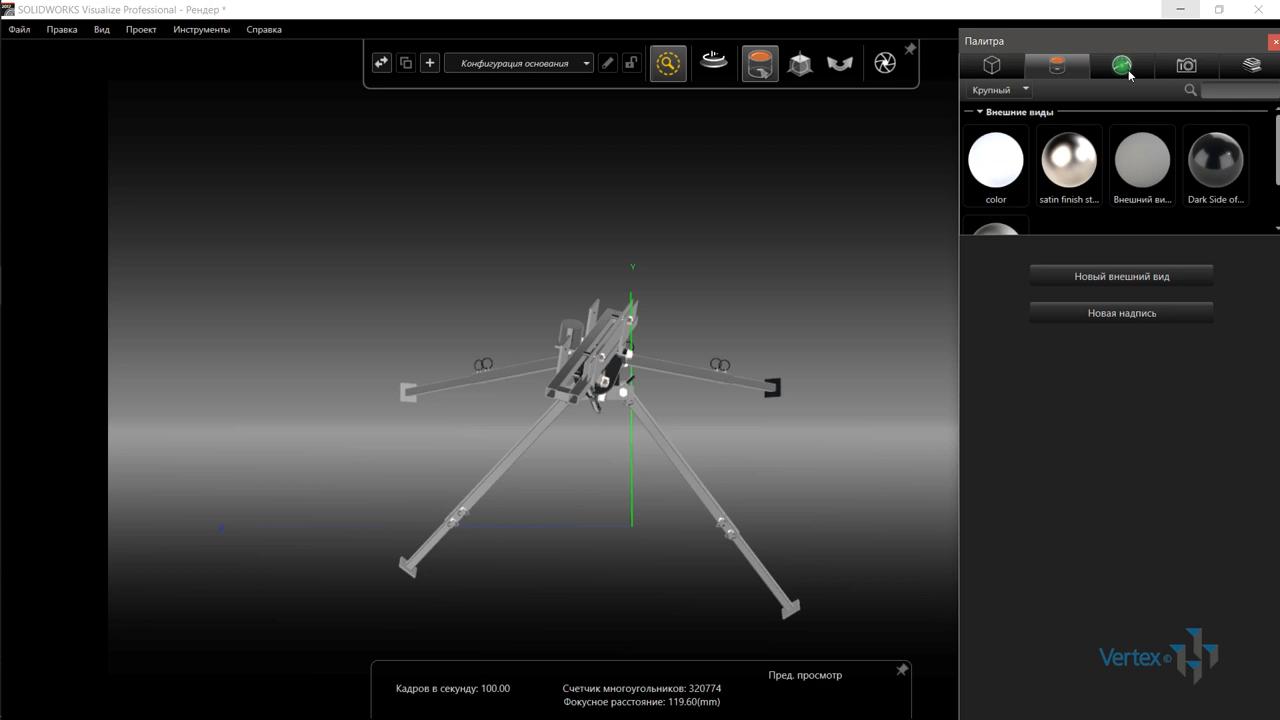 SOLIDWORKS Visualize Professional - Рендер *
Файл Правка Вид Проект Инструменты Справка
Палитра
Конфигурация основания
Крупный
Внешние виды
color
satin finish st...
Внешний ви...
Dark Side of...
Y
Новый внешний вид
Новая надпись
Vertex ©
Пред. просмотр
Кадров в секунду: 100.00
Счетчик многоугольников: 320774
Фокусное расстояние: 119.60(mm)